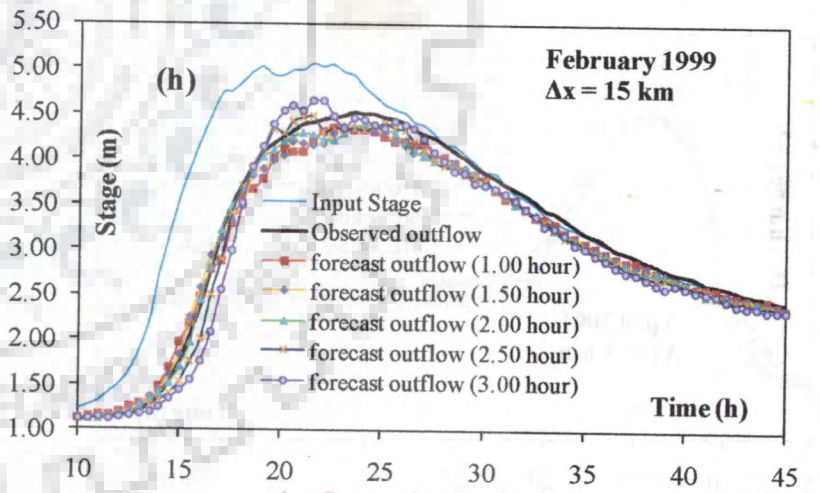 5.50
5.00
4.50
4.00
3.50
3.00
2.50
2.00
1.50
1.00
Stage (m)
(h)
February 1999
Δx = 15 km
Input Stage
Observed outflow
forecast outflow (1.00 hour)
forecast outflow (1.50 hour)
forecast outflow (2.00 hour)
forecast outflow (2.50 hour)
forecast outflow (3.00 hour)
Time (h)
10 15 20 25 30 35 40 45